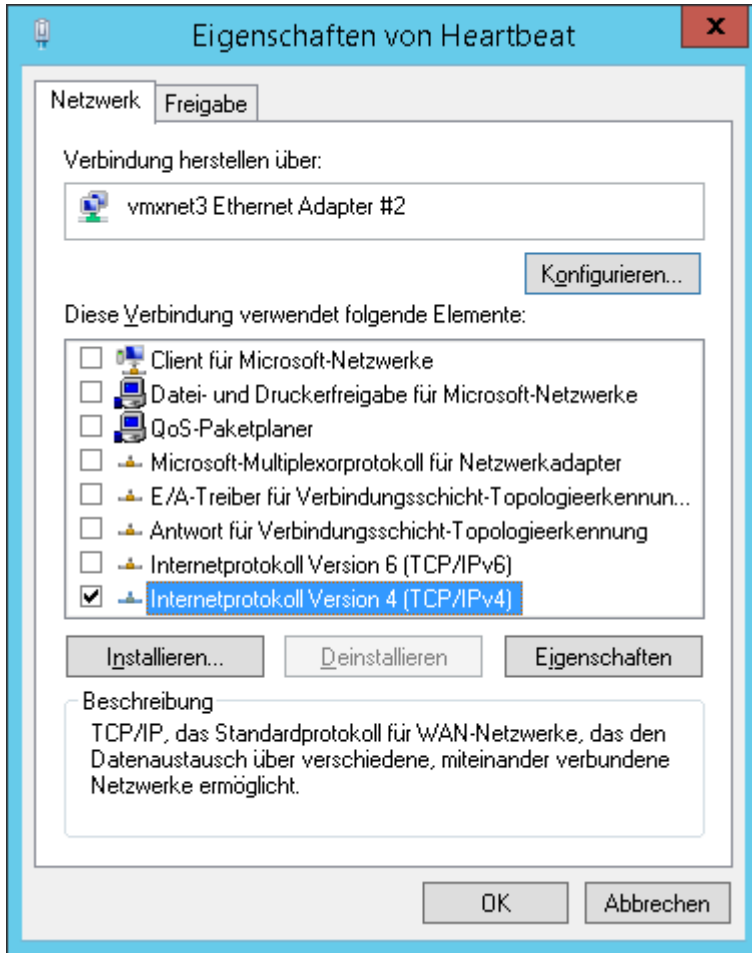 Eigenschaften von Heartbeat
x
Netzwerk
Freigabe
Verbindung herstellen über:
vmxnet3 Ethernet Adapter #2
Konfigurieren...
Diese Verbindung verwendet folgende Elemente:
Client für Microsoft-Netzwerke
Datei- und Druckerfreigabe für Microsoft-Netzwerke
QoS-Paketplaner
Microsoft-Multiplexorprotokoll für Netzwerkadapter
E/A-Treiber für Verbindungsschicht-Topologieerkennun...
Antwort für Verbindungsschicht-Topologieerkennung
Internetprotokoll Version 6 (TCP/IPv6)
Internetprotokoll Version 4 (TCP/IPv4)
Installieren...
Deinstallieren
Eigenschaften
Beschreibung
TCP/IP, das Standardprotokoll für WAN-Netzwerke, das den
Datenaustausch über verschiedene, miteinander verbundene
Netzwerke ermöglicht.
OK
Abbrechen